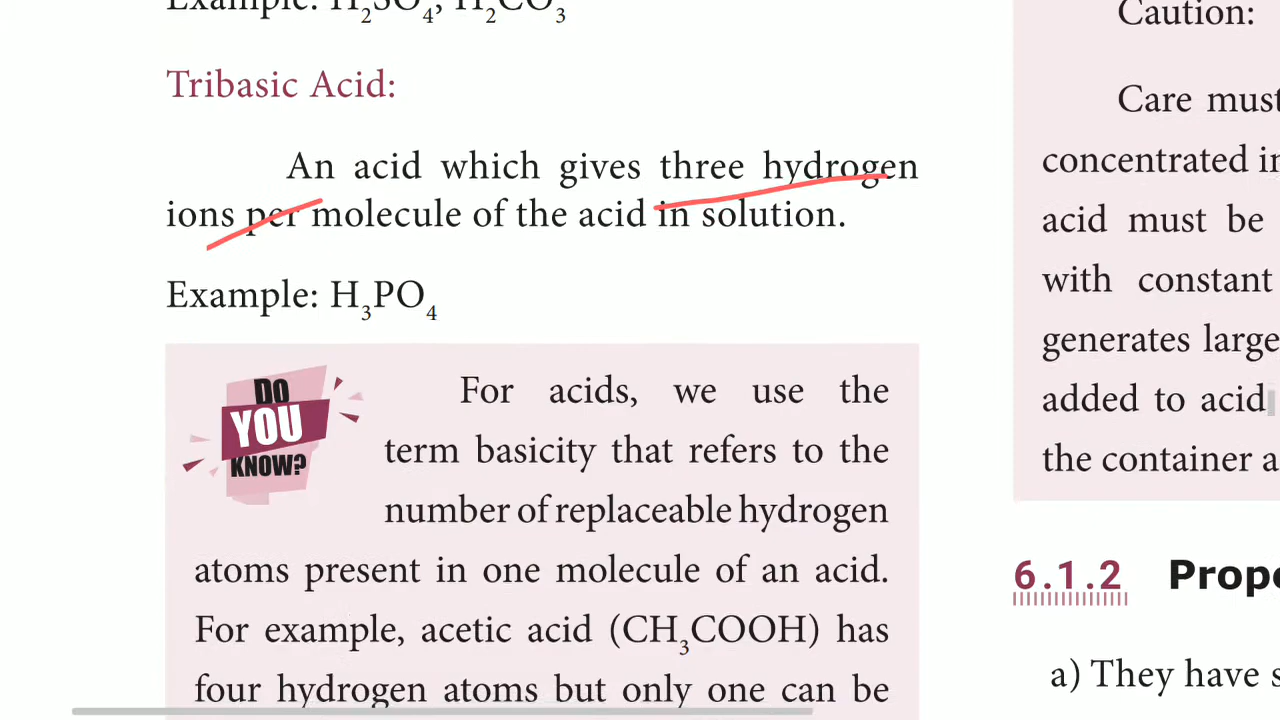 Example: H₂SO₄, H₂CO₃
Tribasic Acid:
An acid which gives three hydrogen
ions per molecule of the acid in solution.
Example: H₃PO₄
DO
YOU
KNOW?
For acids, we use the
term basicity that refers to the
number of replaceable hydrogen
atoms present in one molecule of an acid.
For example, acetic acid (CH₃COOH) has
four hydrogen atoms but only one can be
Caution:
Care must
concentrated
acid must be
with constant
generates large
added to acid
the container a
6.1.2 Prope
a) They have s